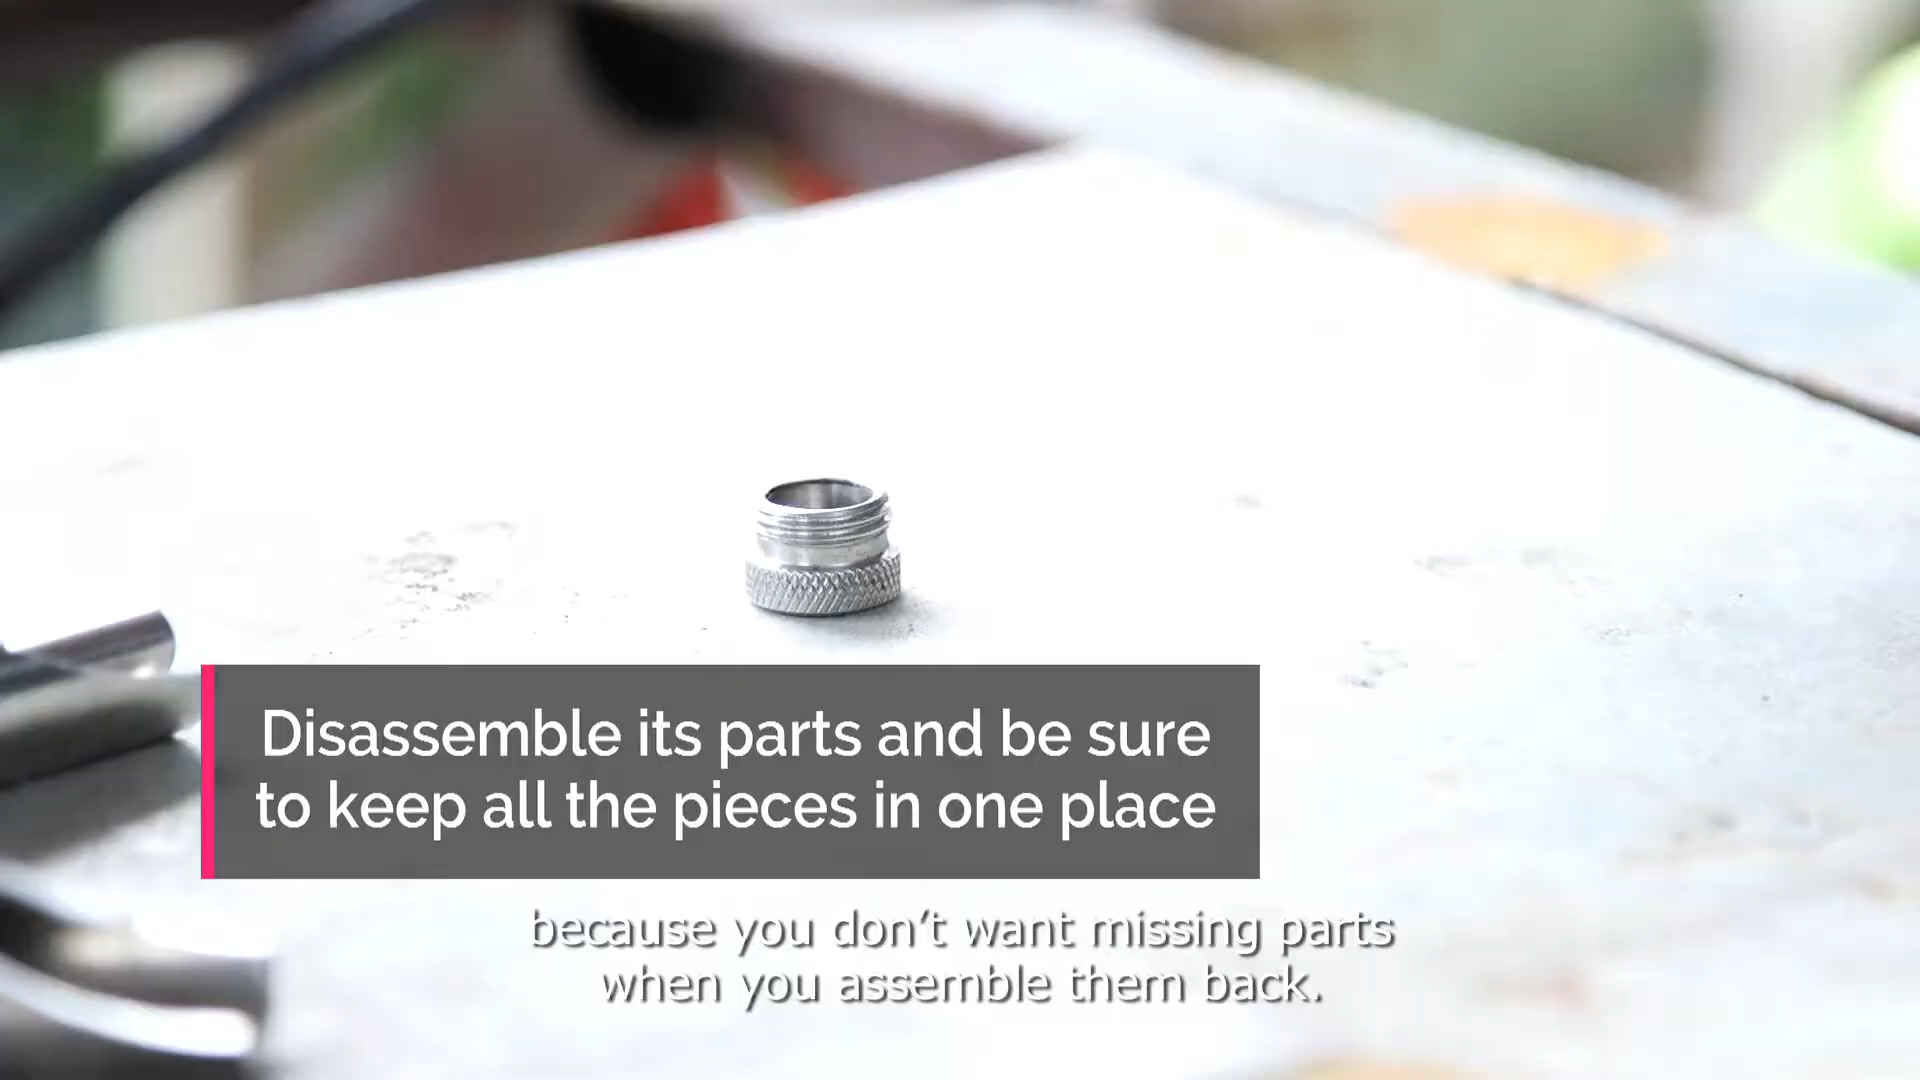 Disassemble its parts and be sure
to keep all the pieces in one place
because you don’t want missing parts
when you assemble them back.